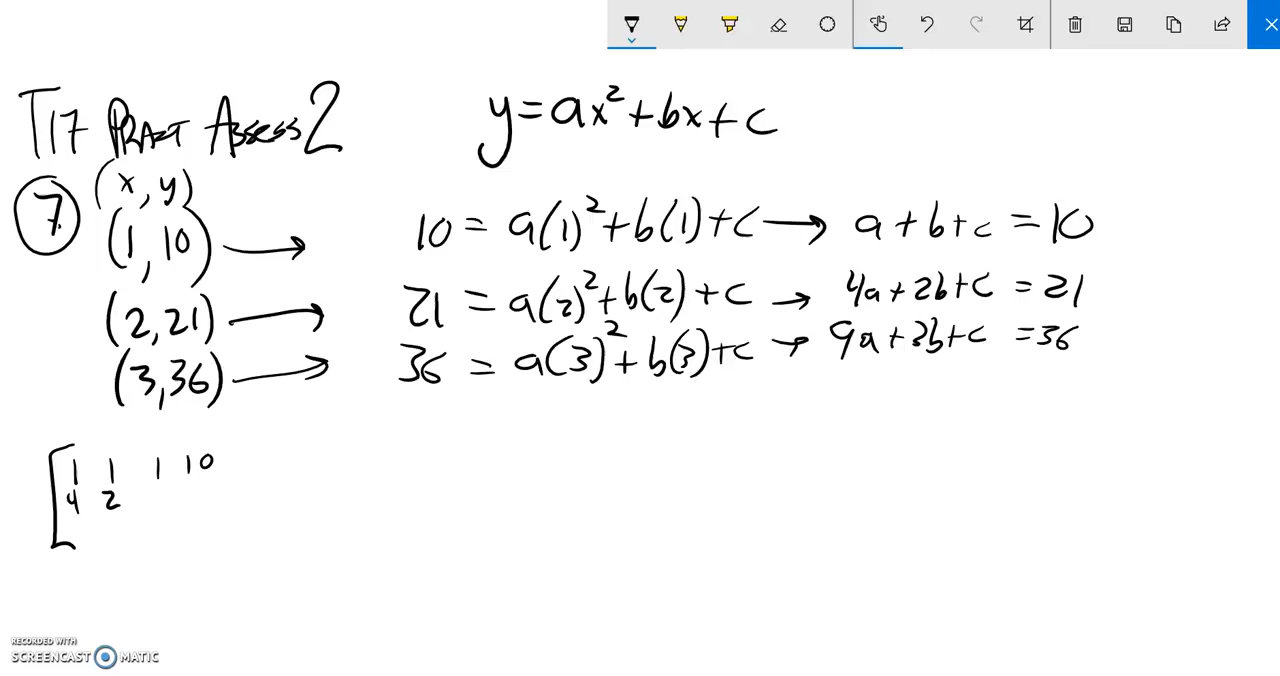 T17 PRACT ASSESS 2
y=ax²+bx+c
7. (x,y)
(1,10) → 10 = a(1)²+b(1)+c → a+b+c = 10
(2,21) → 21 = a(2)²+b(2)+c → 4a+2b+c = 21
(3,36) → 36 = a(3)²+b(3)+c → 9a+3b+c = 36
[1 1 1 10
4 2
RECORDED WITH
SCREENCAST MATIC